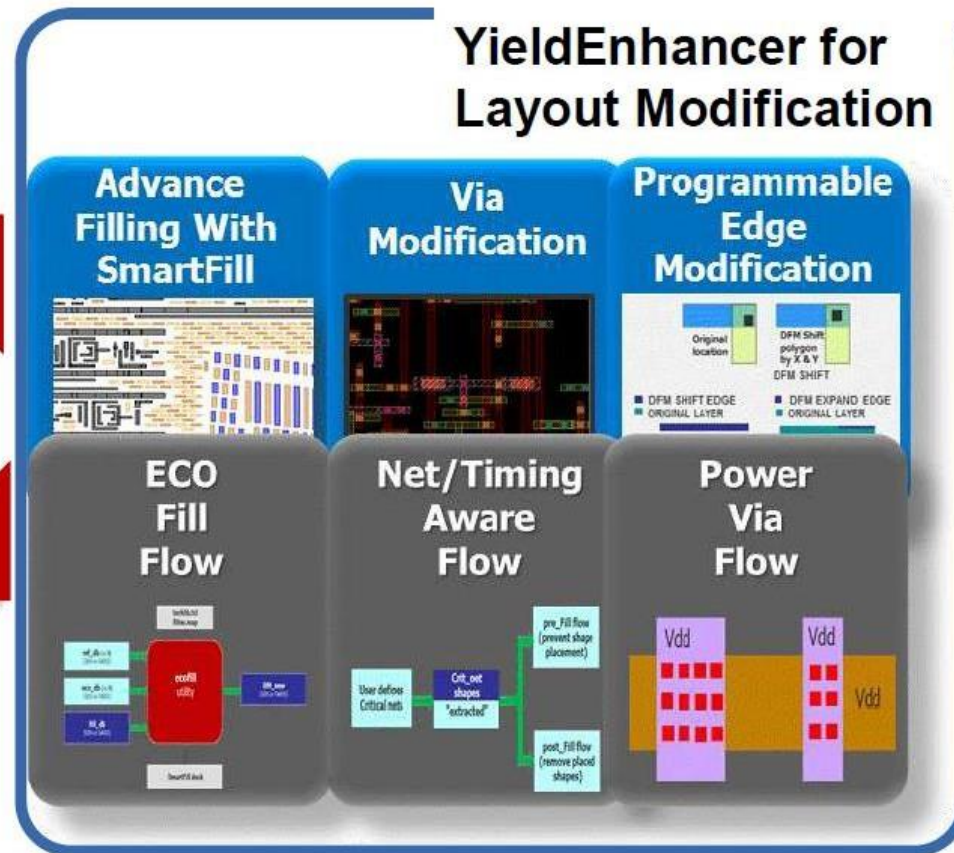 YieldEnhancer for
Layout Modification
Advance
Filling With
SmartFill
Via
Modification
Programmable
Edge
Modification
Original
location
DFM Shift
polygon
by X & Y
DFM SHIFT
DFM SHIFT EDGE
ORIGINAL LAYER
DFM EXPAND EDGE
ORIGINAL LAYER
ECO
Fill
Flow
ecofill
utility
SmartFill deck
Net/Timing
Aware
Flow
User defines
Critical nets
Crit_net
shapes
"extracted"
pre_Fill flow
(prevent shape
placement)
post_Fill flow
(remove placed
shapes)
Power
Via
Flow
Vdd
Vdd
Vdd